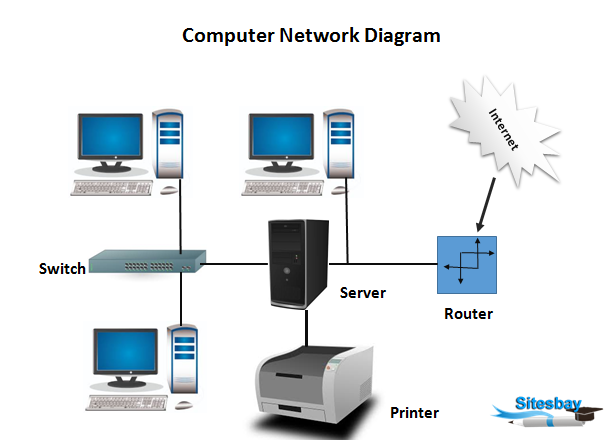 Computer Network Diagram
Internet
Switch
Server
Router
Printer
Sitesbay